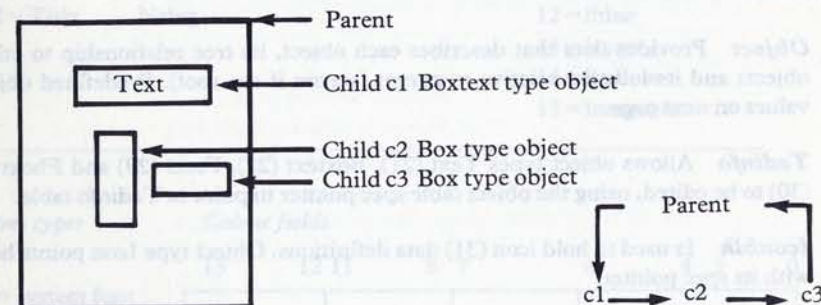 Parent
Text
Child c1 Boxtext type object
Child c2 Box type object
Child c3 Box type object
Parent
c1
c2
c3